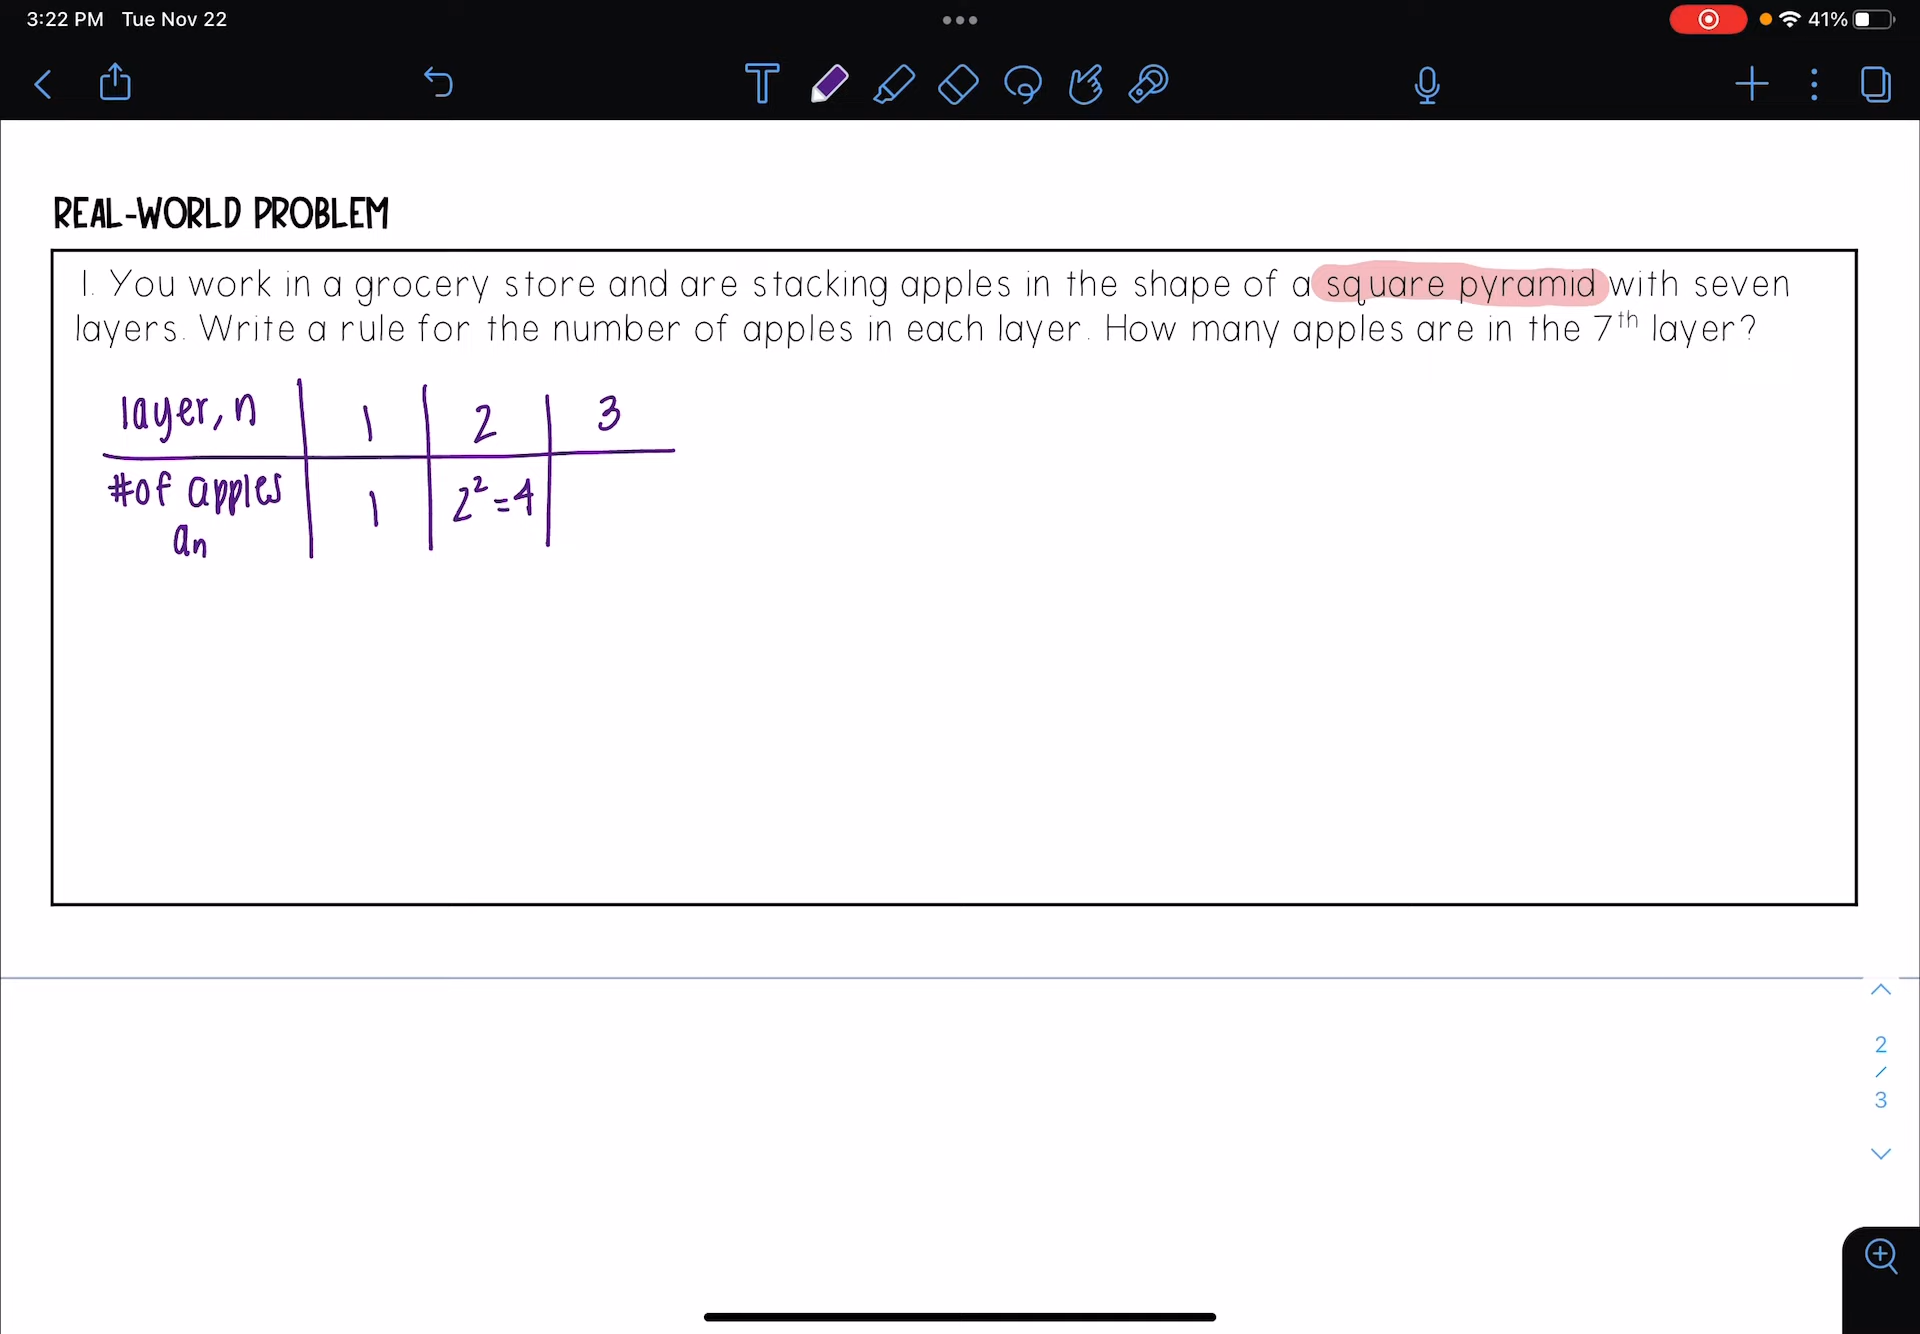 3:22 PM Tue Nov 22
41%
REAL-WORLD PROBLEM
1. You work in a grocery store and are stacking apples in the shape of a square pyramid with seven
layers. Write a rule for the number of apples in each layer. How many apples are in the 7th layer?
layer, n 1 2 3
#of apples 1 2²=4
an
2
/
3